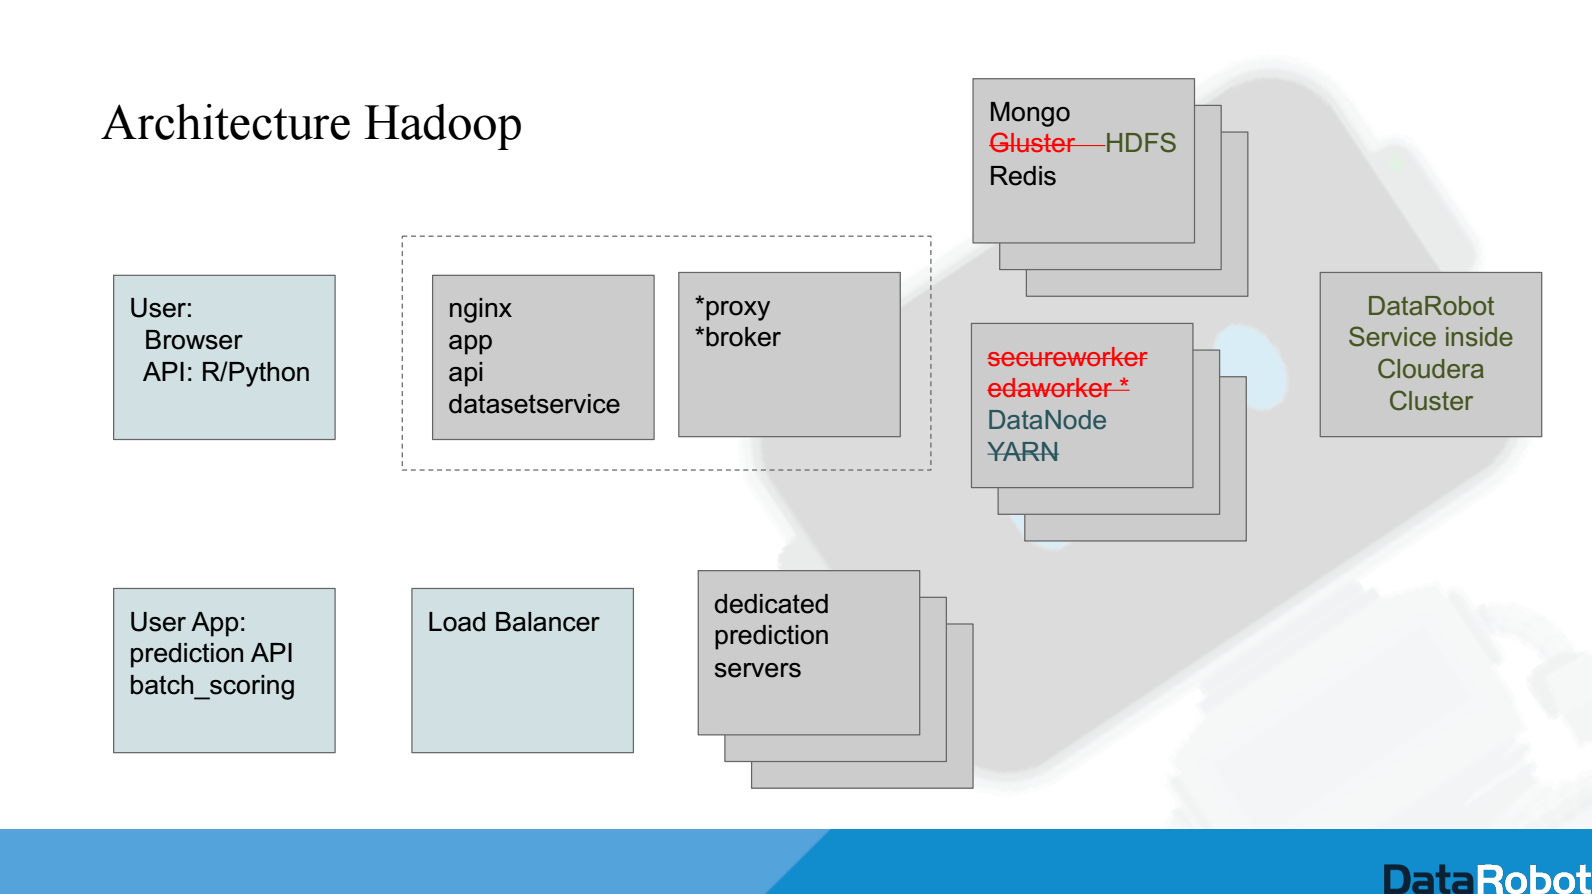 Architecture Hadoop
Mongo
Gluster HDFS
Redis
User:
Browser
API: R/Python
nginx
app
api
datasetservice
*proxy
*broker
secureworker
edaworker *
DataNode
YARN
DataRobot
Service inside
Cloudera
Cluster
User App:
prediction API
batch_scoring
Load Balancer
dedicated
prediction
servers
DataRobot